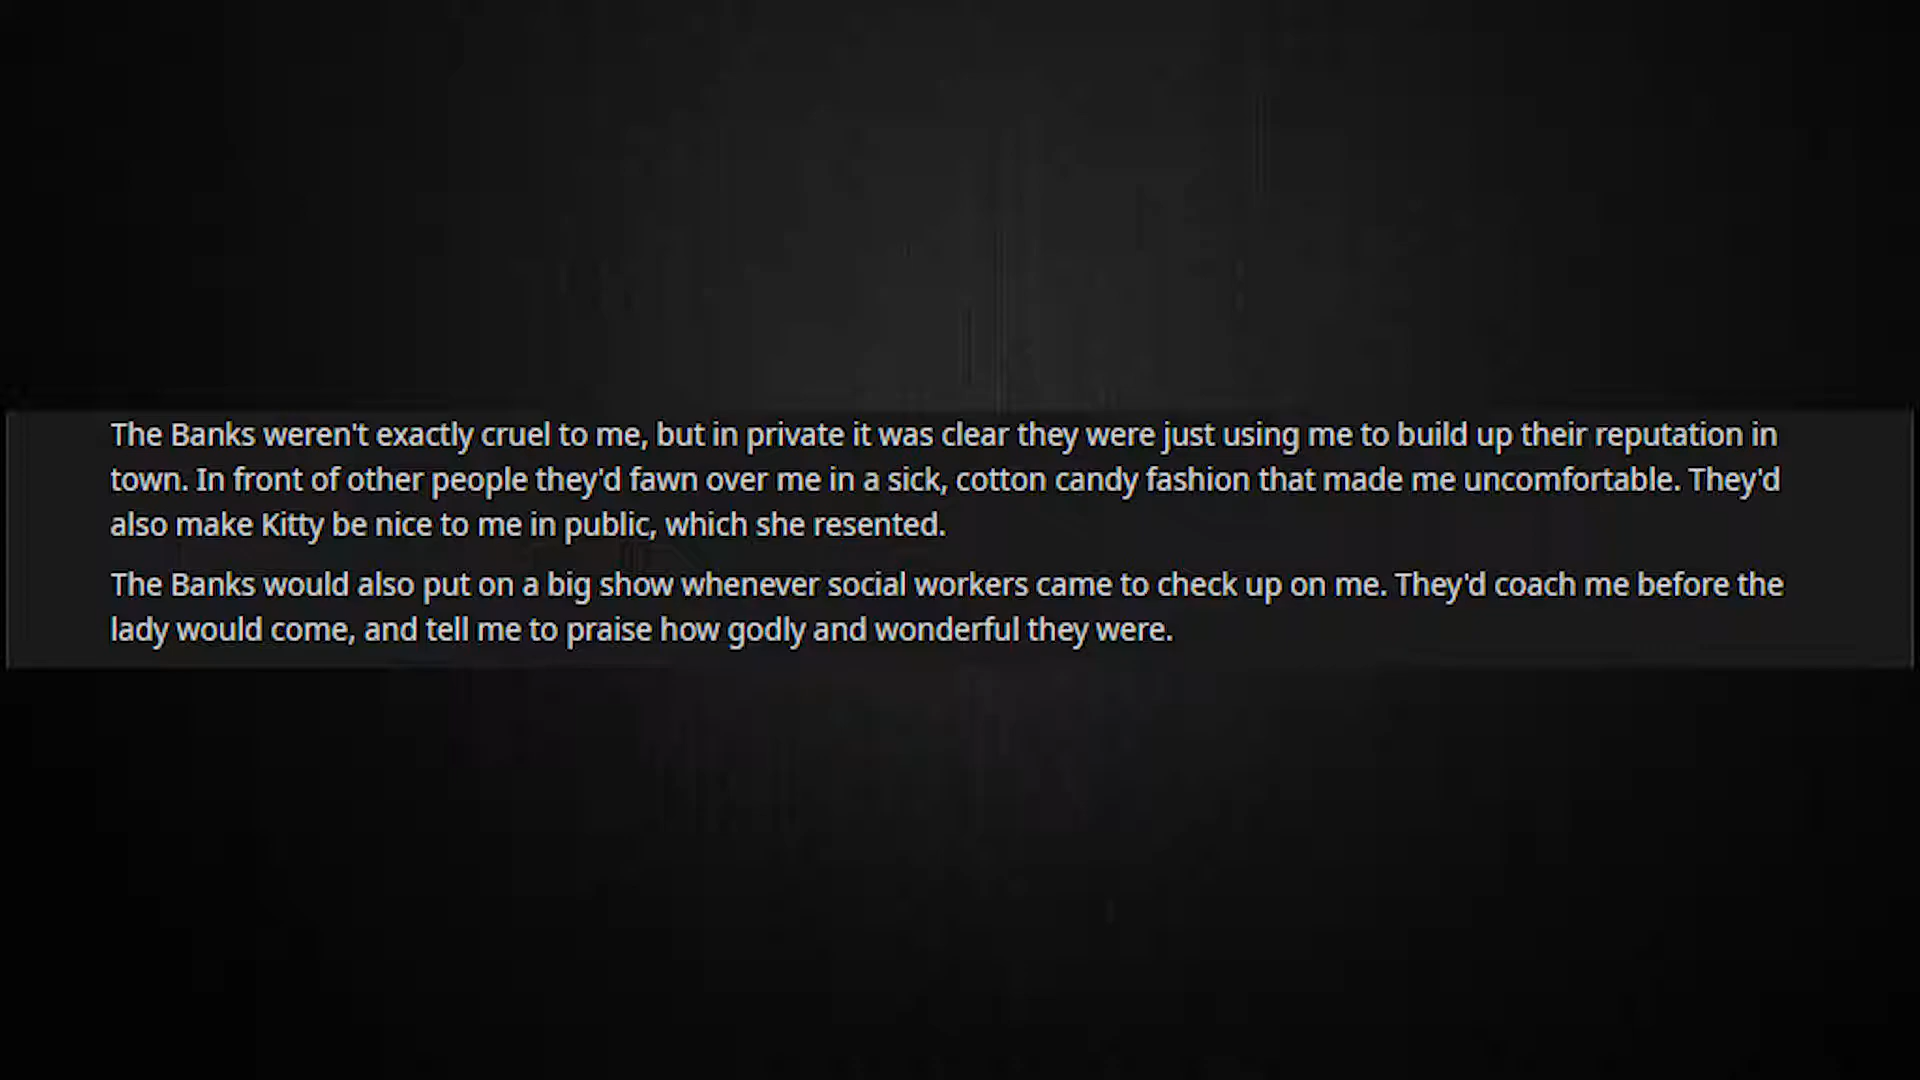 The Banks weren't exactly cruel to me, but in private it was clear they were just using me to build up their reputation in
town. In front of other people they'd fawn over me in a sick, cotton candy fashion that made me uncomfortable. They'd
also make Kitty be nice to me in public, which she resented.
The Banks would also put on a big show whenever social workers came to check up on me. They'd coach me before the
lady would come, and tell me to praise how godly and wonderful they were.